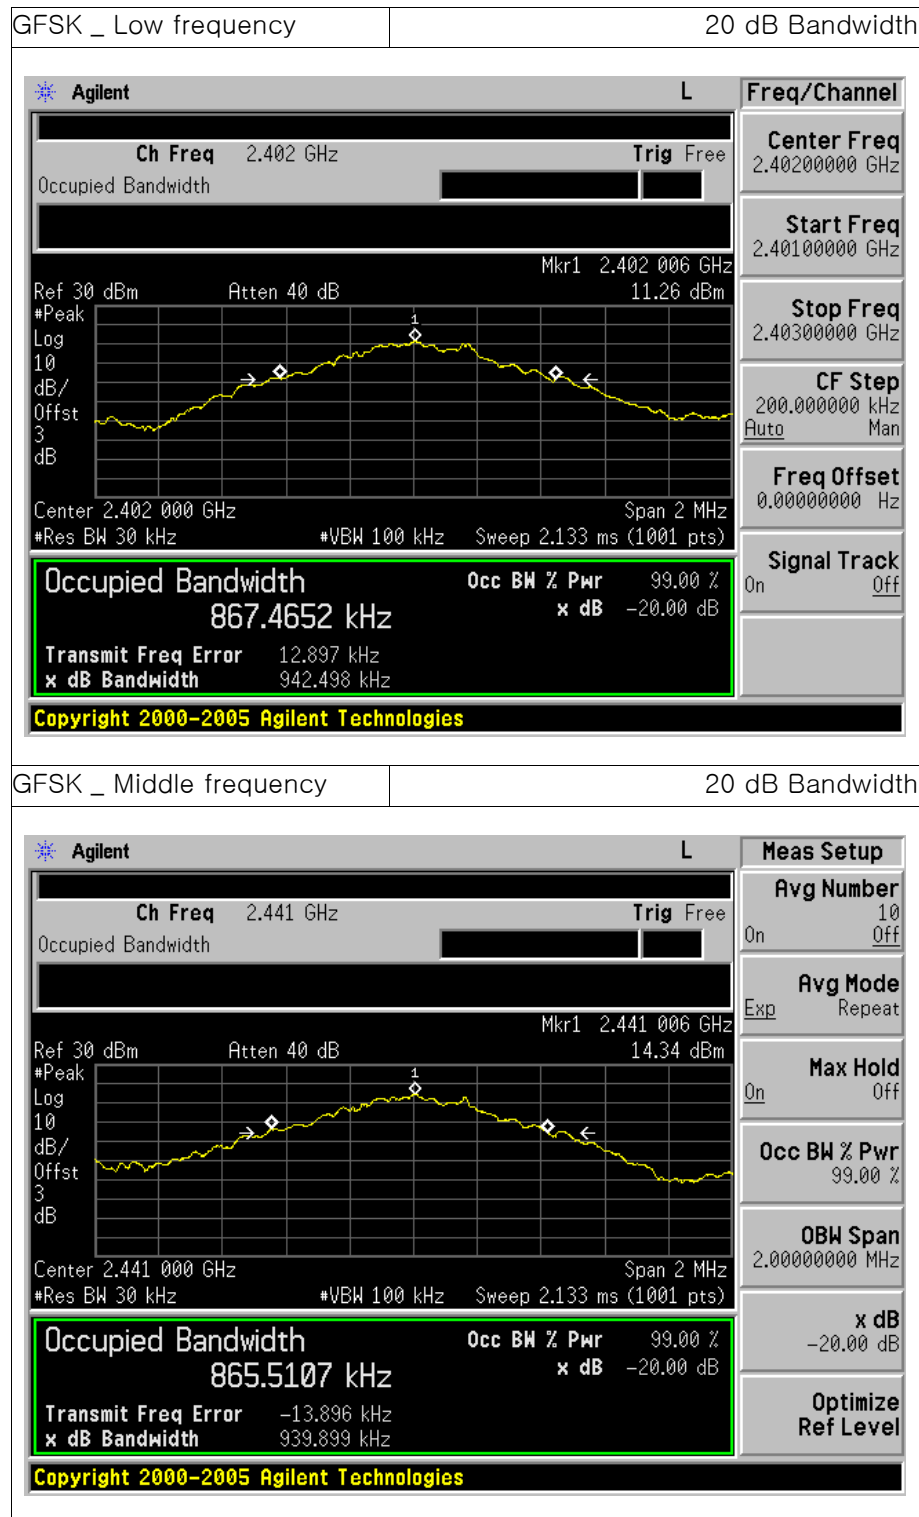 GFSK _ Low frequency 20 dB Bandwidth
Agilent L Freq/Channel
Ch Freq 2.402 GHz Trig Free
Occupied Bandwidth
Center Freq
2.40200000 GHz
Start Freq
2.40100000 GHz
Stop Freq
2.40300000 GHz
CF Step
200.000000 kHz
Auto Man
Freq Offset
0.00000000 Hz
Signal Track
On Off
Mkr1 2.402 006 GHz
Ref 30 dBm Atten 40 dB 11.26 dBm
#Peak
Log
10
dB/
Offst
3
dB
1
Center 2.402 000 GHz Span 2 MHz
#Res BW 30 kHz #VBW 100 kHz Sweep 2.133 ms (1001 pts)
Occupied Bandwidth Occ BW % Pwr 99.00 %
867.4652 kHz x dB -20.00 dB
Transmit Freq Error 12.897 kHz
x dB Bandwidth 942.498 kHz
Copyright 2000-2005 Agilent Technologies
GFSK _ Middle frequency 20 dB Bandwidth
Agilent L Meas Setup
Ch Freq 2.441 GHz Trig Free
Occupied Bandwidth
Avg Number
10
On Off
Avg Mode
Exp Repeat
Max Hold
On Off
Occ BW % Pwr
99.00 %
OBW Span
2.00000000 MHz
x dB
-20.00 dB
Optimize
Ref Level
Mkr1 2.441 006 GHz
Ref 30 dBm Atten 40 dB 14.34 dBm
#Peak
Log
10
dB/
Offst
3
dB
1
Center 2.441 000 GHz Span 2 MHz
#Res BW 30 kHz #VBW 100 kHz Sweep 2.133 ms (1001 pts)
Occupied Bandwidth Occ BW % Pwr 99.00 %
865.5107 kHz x dB -20.00 dB
Transmit Freq Error -13.896 kHz
x dB Bandwidth 939.899 kHz
Copyright 2000-2005 Agilent Technologies